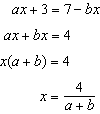 ax + 3 = 7 − bx
ax + bx = 4
x(a + b) = 4
x = 4/(a + b)